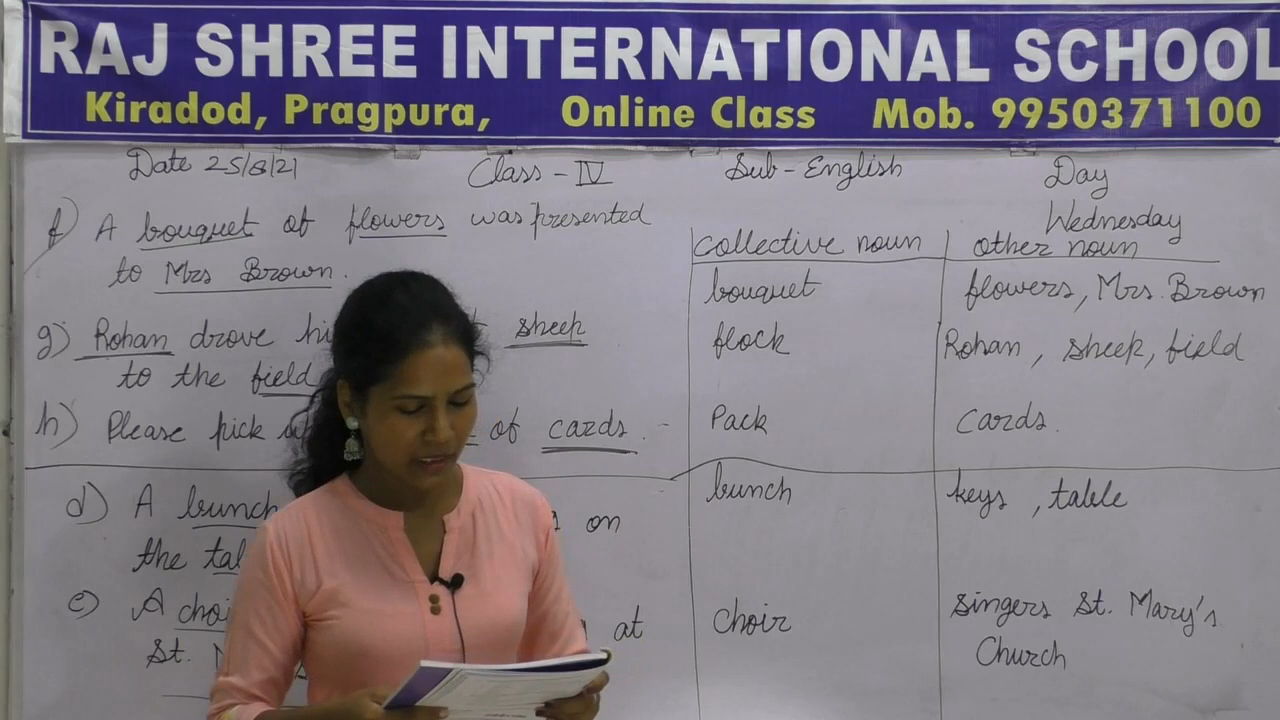 RAJ SHREE INTERNATIONAL SCHOOL
Kiradod, Pragpura, Online Class Mob. 9950371100
Date 25/8/21 Class - IV Sub - English Day
Wednesday
f) A bouquet of flowers was presented
to Mrs Brown.
g) Rohan drove sheep
to the field
h) Please pick of cards.
d) A bunch on
the
e) A at
St.
collective noun other noun
bouquet flowers, Mrs. Brown
flock Rohan, sheep, field
Pack Cards.
bunch keys, table
choir singers St. Mary's
Church